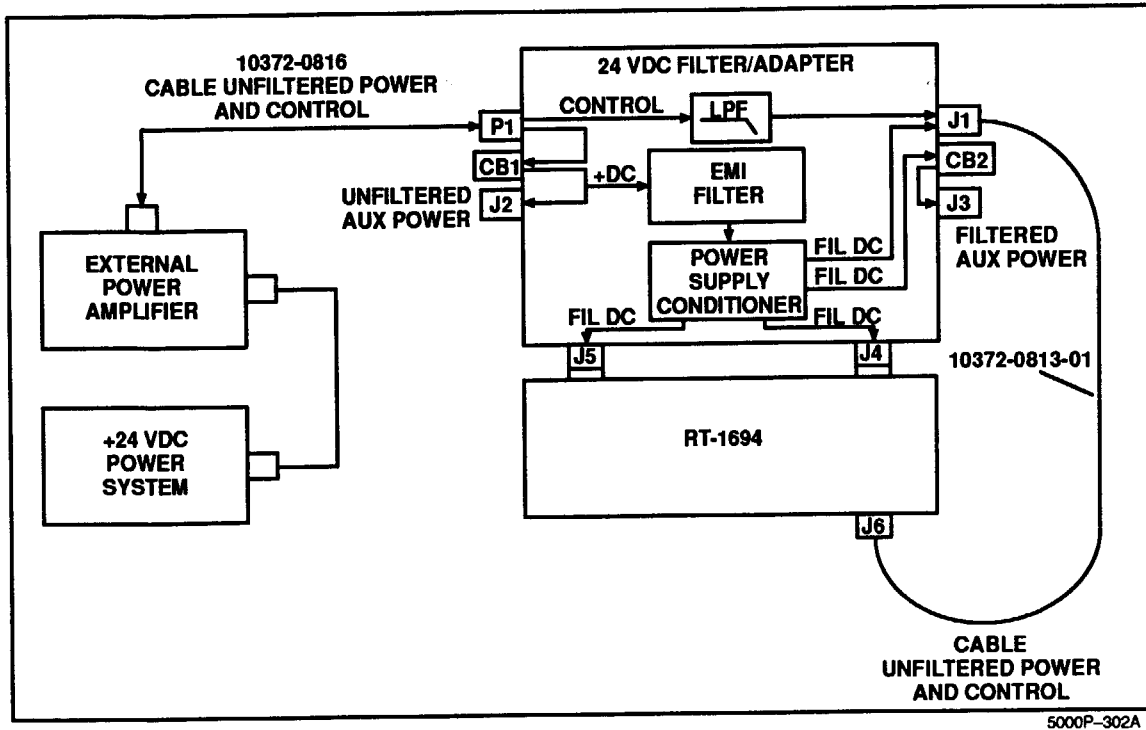 10372-0816
CABLE UNFILTERED POWER
AND CONTROL
24 VDC FILTER/ADAPTER
P1
CONTROL
LPF
J1
CB1
CB2
UNFILTERED
AUX POWER
J2
+DC
EMI
FILTER
J3
FILTERED
AUX POWER
EXTERNAL
POWER
AMPLIFIER
POWER
SUPPLY
CONDITIONER
FIL DC
FIL DC
FIL DC
FIL DC
J5
J4
10372-0813-01
+24 VDC
POWER
SYSTEM
RT-1694
J6
CABLE
UNFILTERED POWER
AND CONTROL
5000P-302A